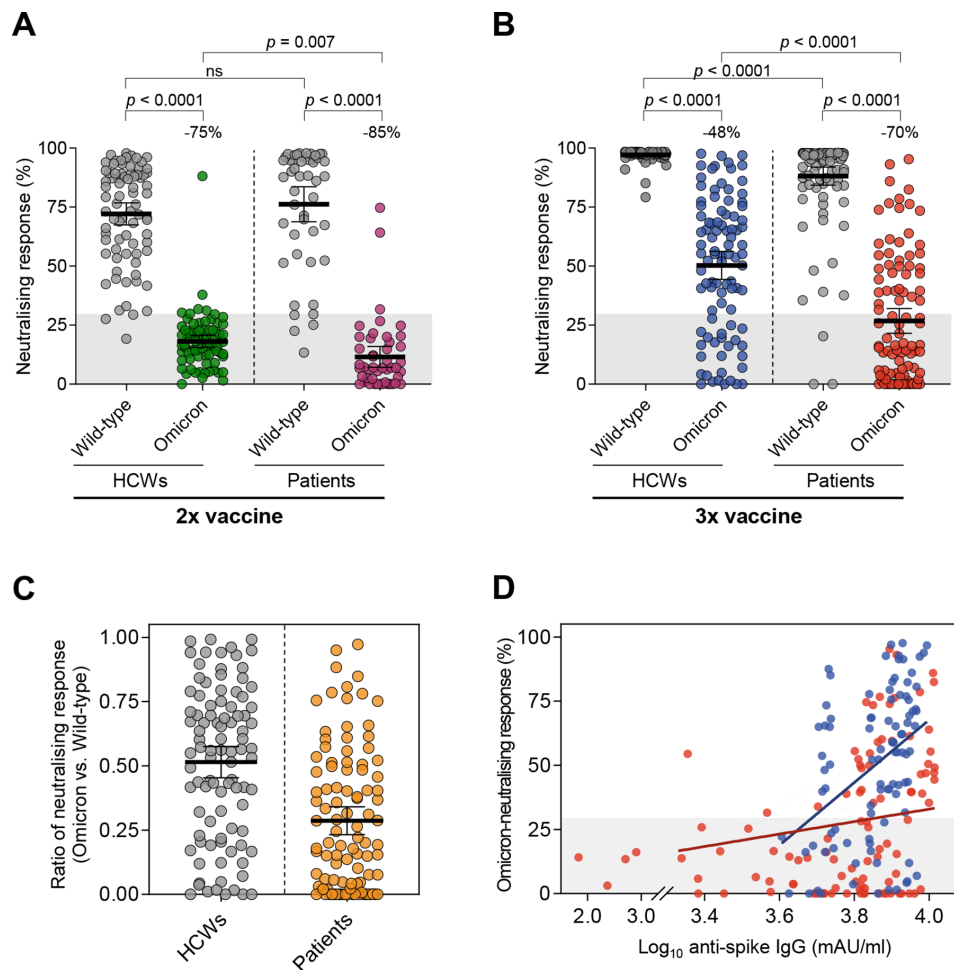 A
p = 0.007
ns
p < 0.0001
p < 0.0001
-75%
-85%
Neutralising response (%)
100
75
50
25
0
Wild-type
Omicron
Wild-type
Omicron
HCWs
Patients
2x vaccine
B
p < 0.0001
p < 0.0001
p < 0.0001
p < 0.0001
-48%
-70%
Neutralising response (%)
100
75
50
25
0
Wild-type
Omicron
Wild-type
Omicron
HCWs
Patients
3x vaccine
C
Ratio of neutralising response
(Omicron vs. Wild-type)
1.00
0.75
0.50
0.25
0.00
HCWs
Patients
D
Omicron-neutralising response (%)
100
75
50
25
0
2.0
3.0
3.4
3.6
3.8
4.0
Log₁₀ anti-spike IgG (mAU/ml)